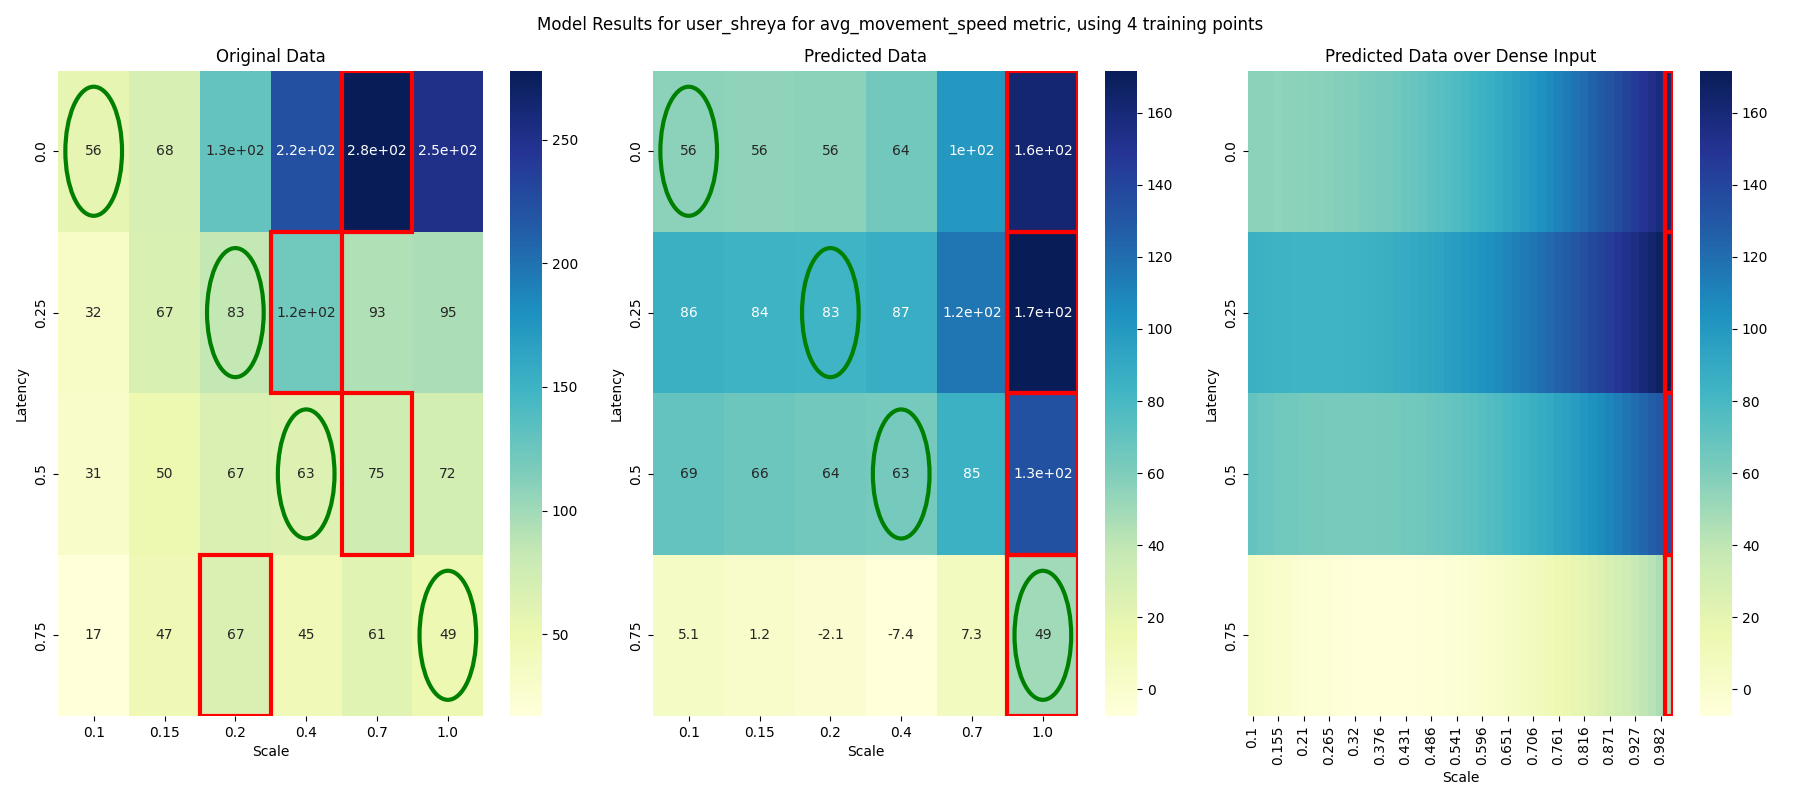 Model Results for user_shreya for avg_movement_speed metric, using 4 training points
Original Data
56 68 1.3e+02 2.2e+02 2.8e+02 2.5e+02
32 67 83 1.2e+02 93 95
31 50 67 63 75 72
17 47 67 45 61 49
0.0
0.25
0.5
0.75
Latency
0.1 0.15 0.2 0.4 0.7 1.0
Scale
250
200
150
100
50
Predicted Data
56 56 56 64 1e+02 1.6e+02
86 84 83 87 1.2e+02 1.7e+02
69 66 64 63 85 1.3e+02
5.1 1.2 -2.1 -7.4 7.3 49
0.0
0.25
0.5
0.75
Latency
0.1 0.15 0.2 0.4 0.7 1.0
Scale
160
140
120
100
80
60
40
20
0
Predicted Data over Dense Input
0.0
0.25
0.5
0.75
Latency
0.1 0.155 0.21 0.265 0.32 0.376 0.431 0.486 0.541 0.596 0.651 0.706 0.761 0.816 0.871 0.927 0.982
Scale
160
140
120
100
80
60
40
20
0